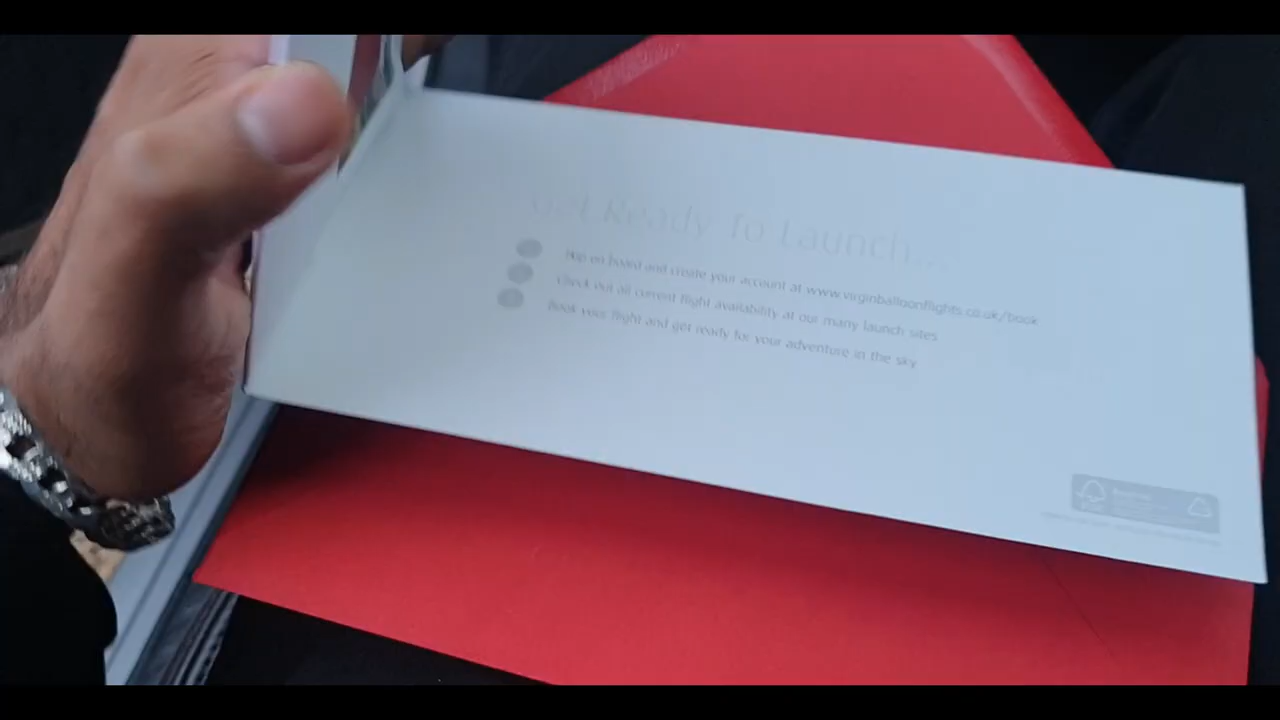 Get Ready To Launch...
Hop on board and create your account at www.virginballoonflights.co.uk/book
Check out all current flight availability at our many launch sites
Book your flight and get ready for your adventure in the sky